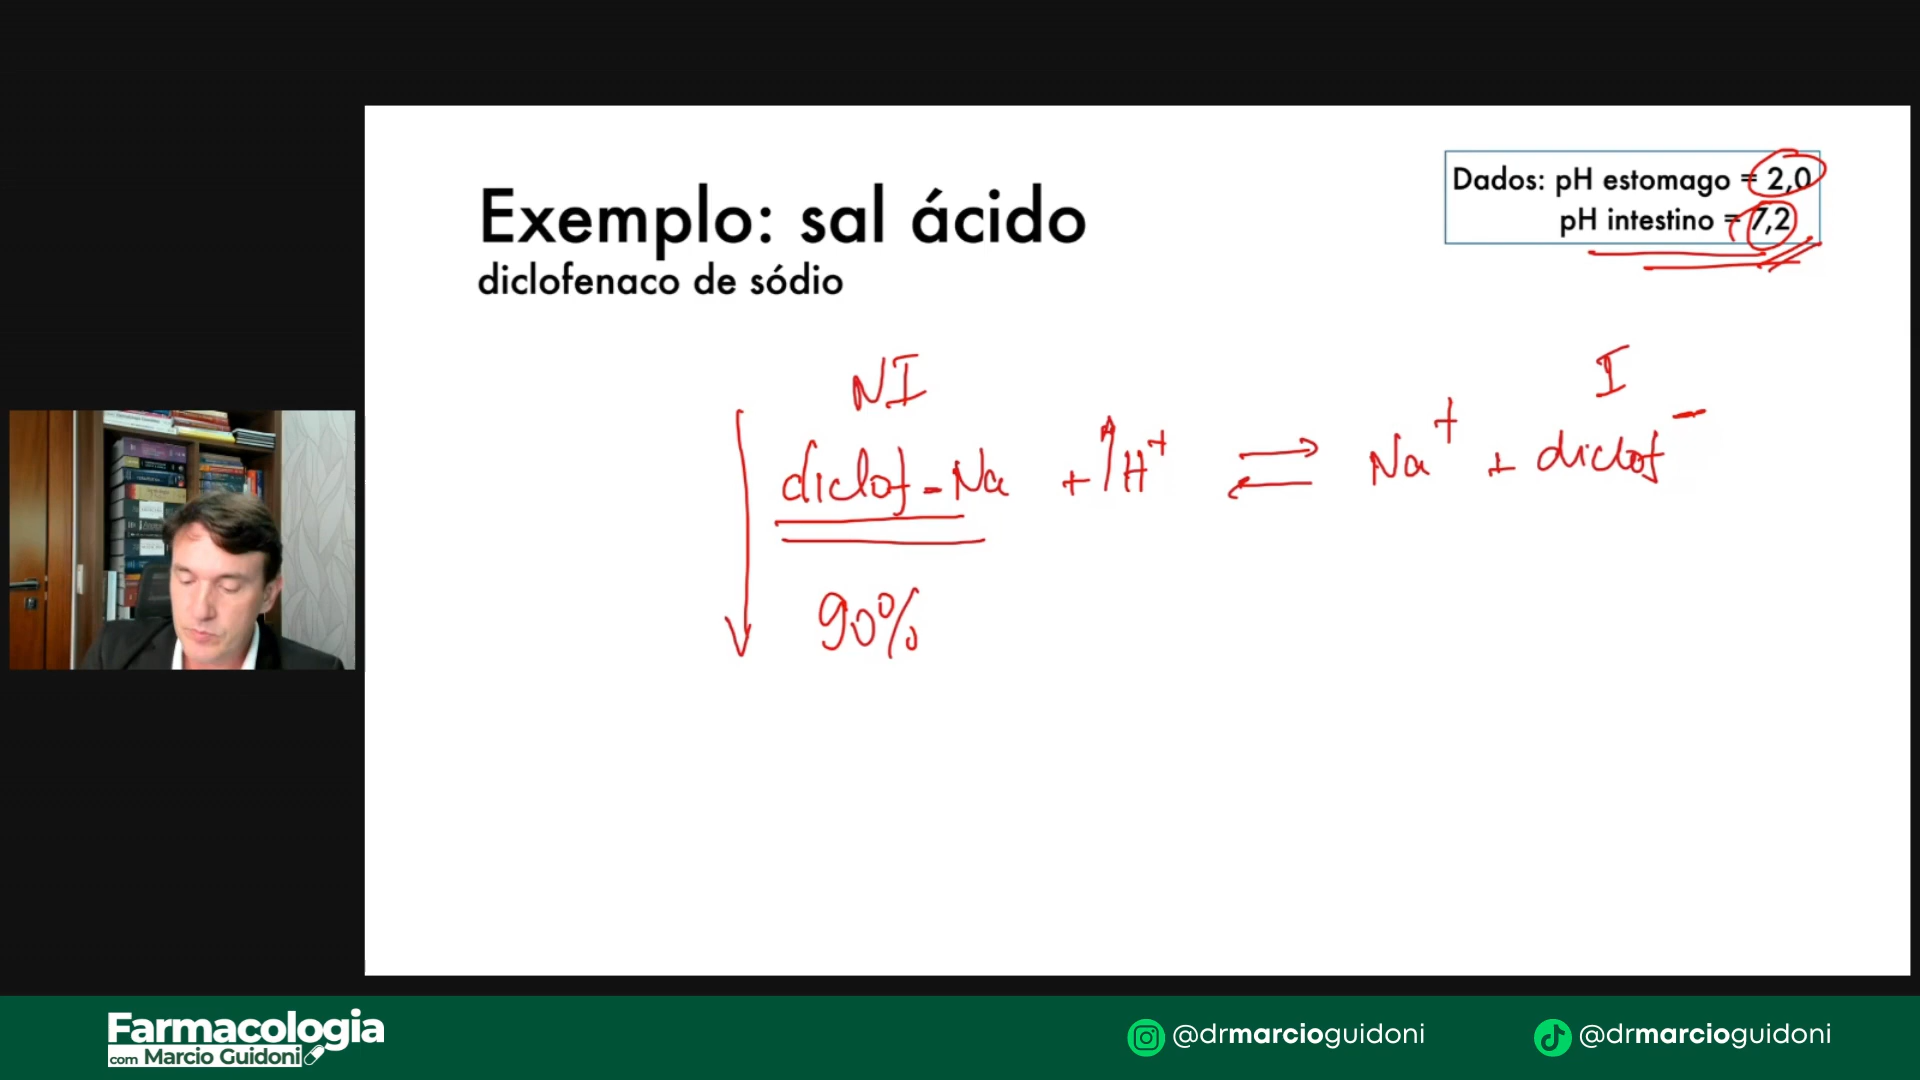 Dados: pH estomago = 2,0
pH intestino = 7,2
Exemplo: sal ácido
diclofenaco de sódio
NI
I
diclof-Na + ↑H+ ⇌ Na+ + diclof-
90%
Farmacologia
com Marcio Guidoni
@drmarcioguidoni
@drmarcioguidoni